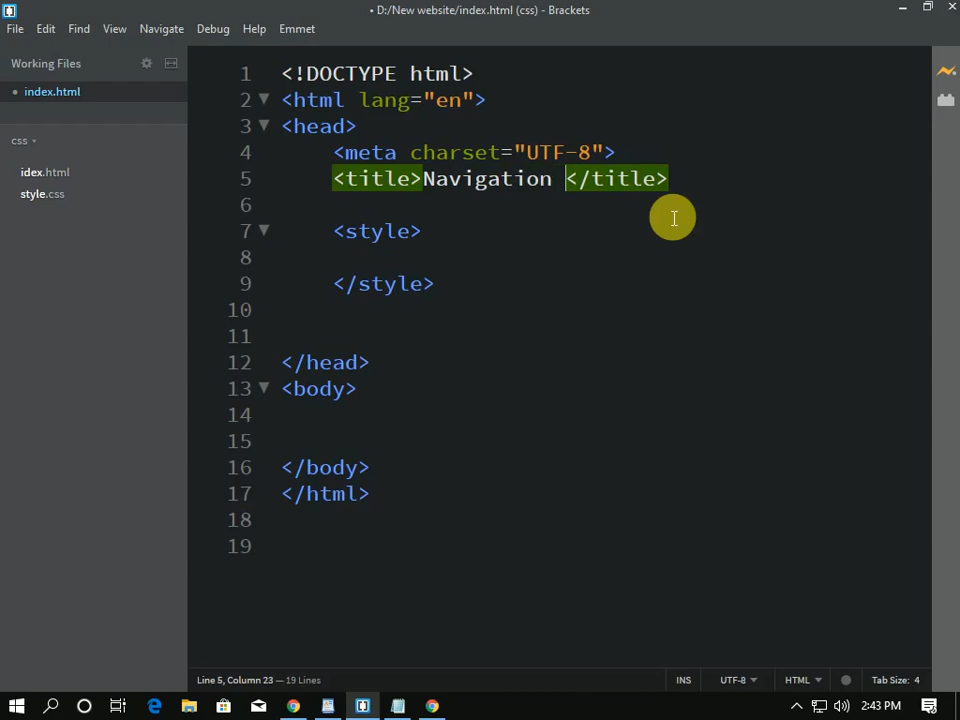 • D:/New website/index.html (css) - Brackets
File Edit Find View Navigate Debug Help Emmet
Working Files
• index.html
css
idex.html
style.css
1 <!DOCTYPE html>
2 <html lang="en">
3 <head>
4 <meta charset="UTF-8">
5 <title>Navigation </title>
6
7 <style>
8
9 </style>
10
11
12 </head>
13 <body>
14
15
16 </body>
17 </html>
18
19
Line 5, Column 23 — 19 Lines INS UTF-8 HTML Tab Size: 4
2:43 PM